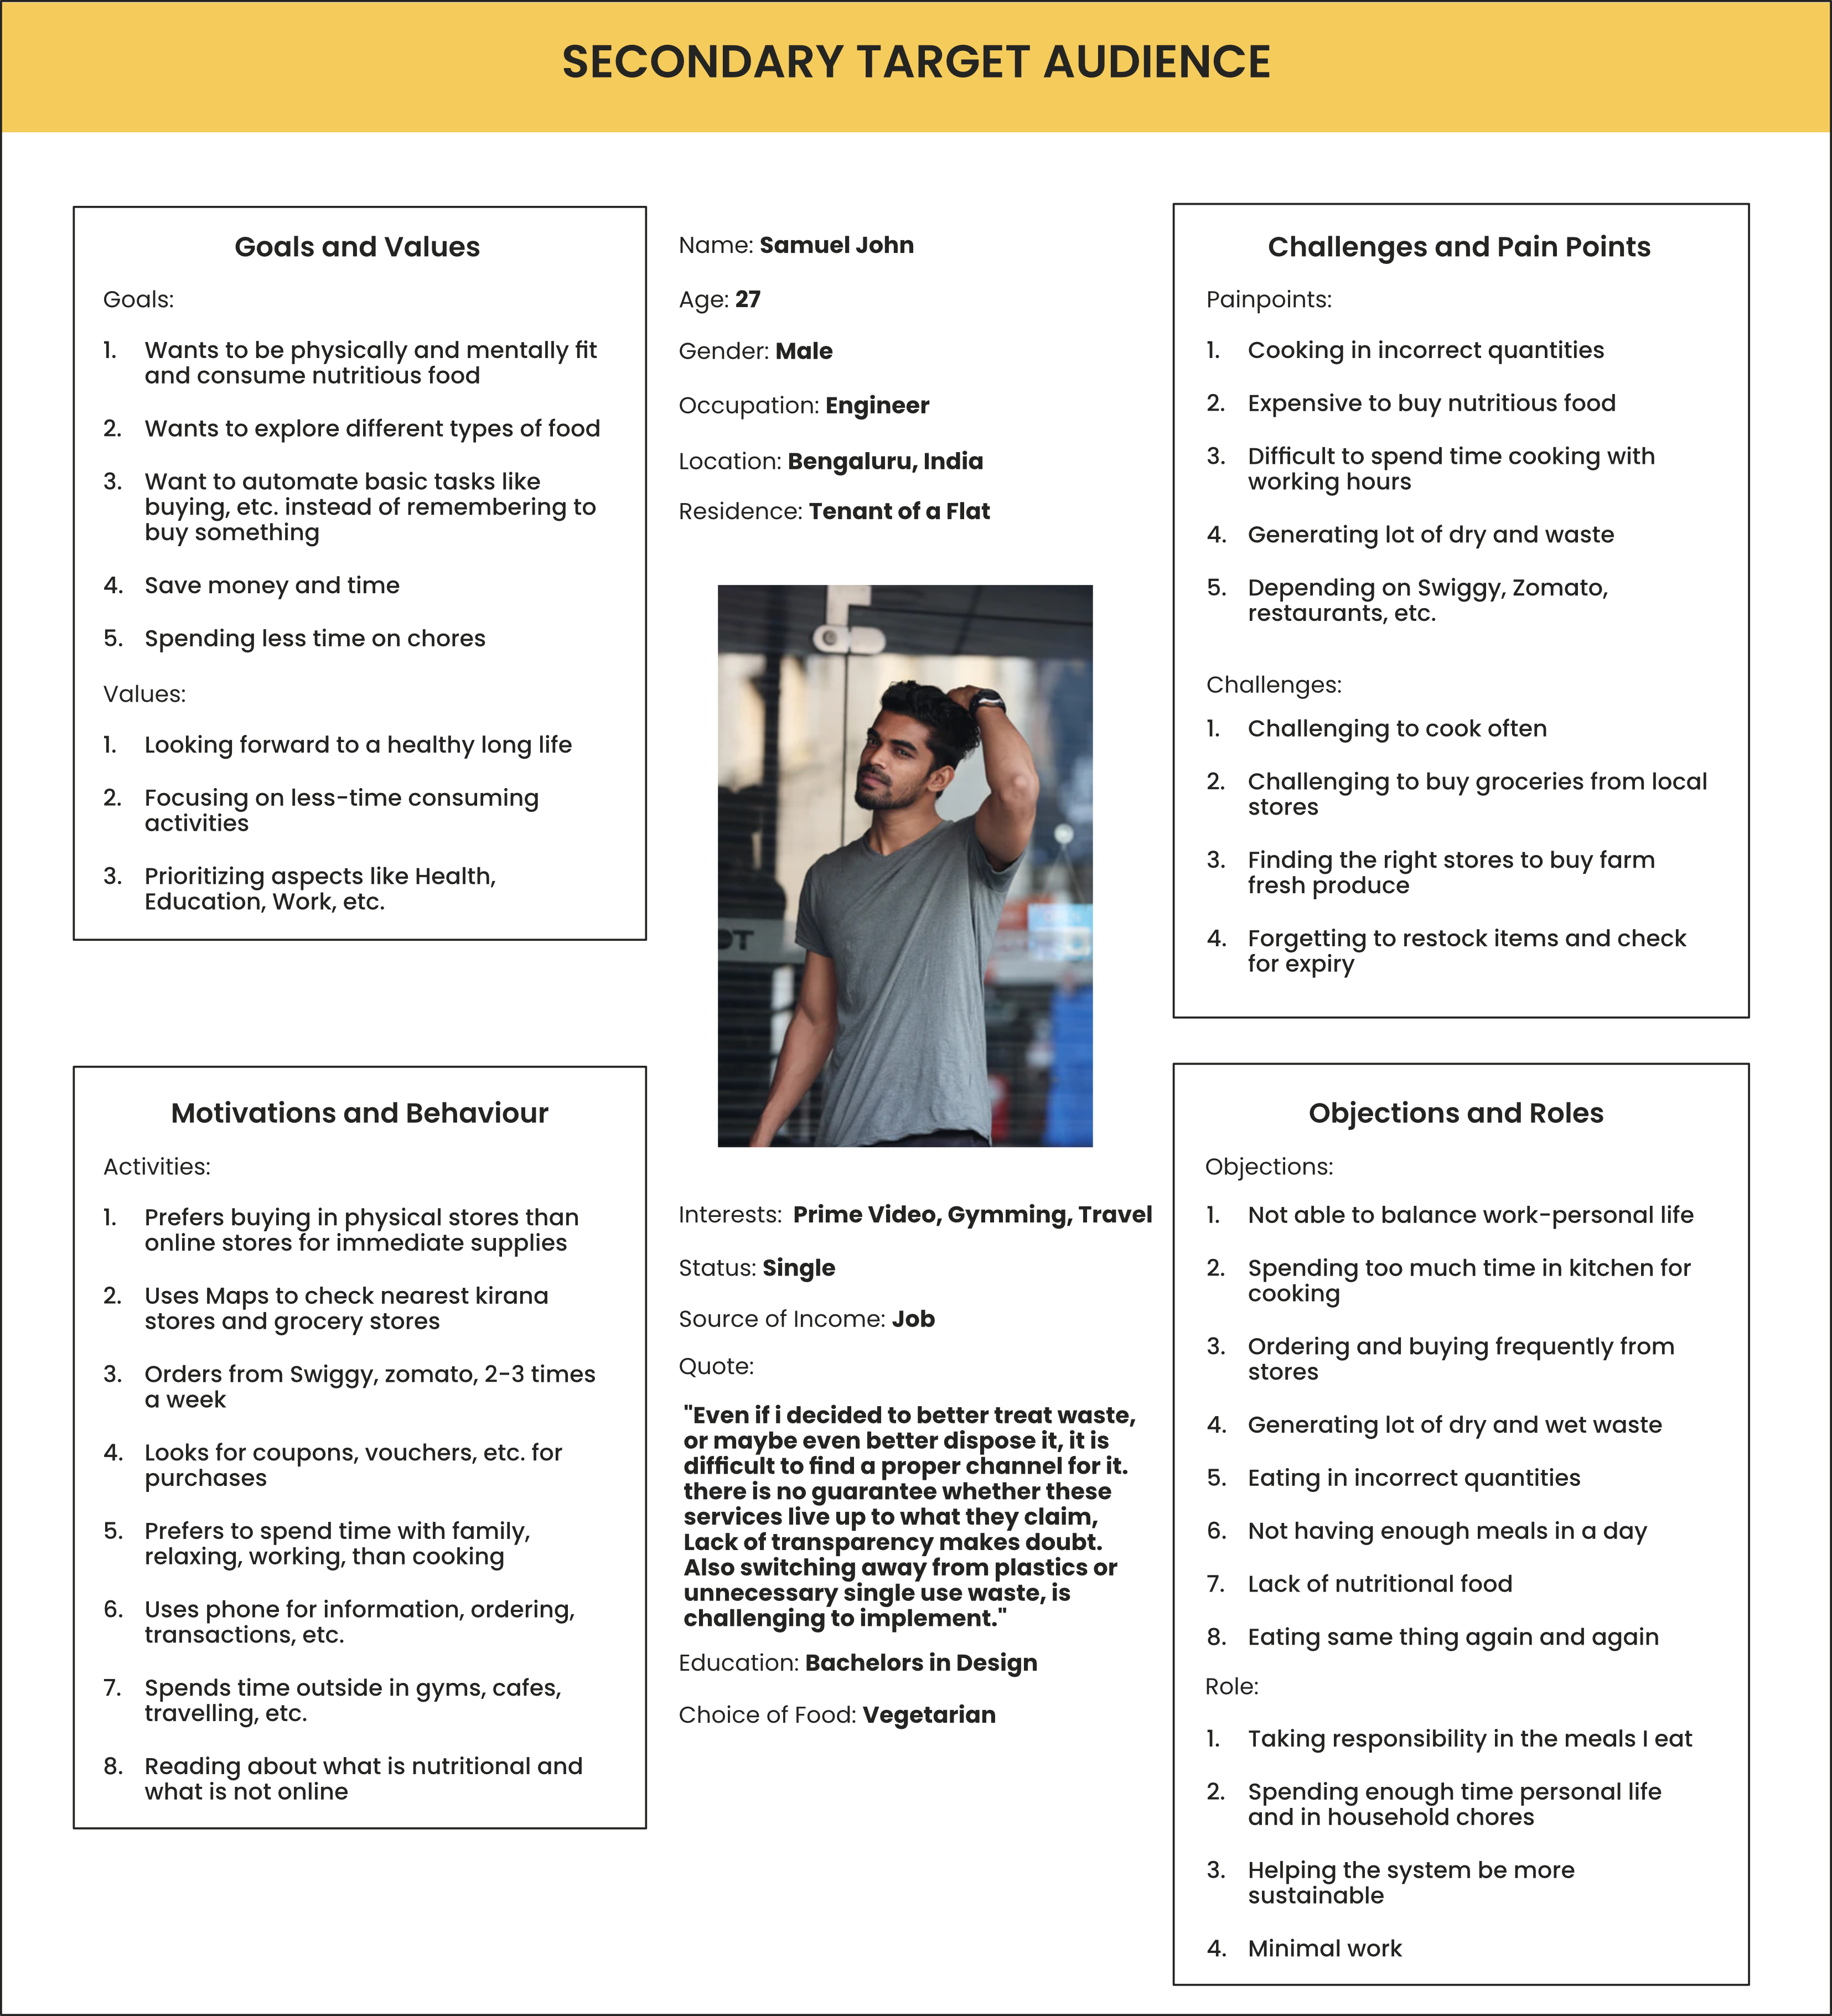 SECONDARY TARGET AUDIENCE
Goals and Values
Goals:
1. Wants to be physically and mentally fit
and consume nutritious food
2. Wants to explore different types of food
3. Want to automate basic tasks like
buying, etc. instead of remembering to
buy something
4. Save money and time
5. Spending less time on chores
Values:
1. Looking forward to a healthy long life
2. Focusing on less-time consuming
activities
3. Prioritizing aspects like Health,
Education, Work, etc.
Motivations and Behaviour
Activities:
1. Prefers buying in physical stores than
online stores for immediate supplies
2. Uses Maps to check nearest kirana
stores and grocery stores
3. Orders from Swiggy, zomato, 2-3 times
a week
4. Looks for coupons, vouchers, etc. for
purchases
5. Prefers to spend time with family,
relaxing, working, than cooking
6. Uses phone for information, ordering,
transactions, etc.
7. Spends time outside in gyms, cafes,
travelling, etc.
8. Reading about what is nutritional and
what is not online
Name: Samuel John
Age: 27
Gender: Male
Occupation: Engineer
Location: Bengaluru, India
Residence: Tenant of a Flat
OT
Interests: Prime Video, Gymming, Travel
Status: Single
Source of Income: Job
Quote:
"Even if i decided to better treat waste,
or maybe even better dispose it, it is
difficult to find a proper channel for it.
there is no guarantee whether these
services live up to what they claim,
Lack of transparency makes doubt.
Also switching away from plastics or
unnecessary single use waste, is
challenging to implement."
Education: Bachelors in Design
Choice of Food: Vegetarian
Challenges and Pain Points
Painpoints:
1. Cooking in incorrect quantities
2. Expensive to buy nutritious food
3. Difficult to spend time cooking with
working hours
4. Generating lot of dry and waste
5. Depending on Swiggy, Zomato,
restaurants, etc.
Challenges:
1. Challenging to cook often
2. Challenging to buy groceries from local
stores
3. Finding the right stores to buy farm
fresh produce
4. Forgetting to restock items and check
for expiry
Objections and Roles
Objections:
1. Not able to balance work-personal life
2. Spending too much time in kitchen for
cooking
3. Ordering and buying frequently from
stores
4. Generating lot of dry and wet waste
5. Eating in incorrect quantities
6. Not having enough meals in a day
7. Lack of nutritional food
8. Eating same thing again and again
Role:
1. Taking responsibility in the meals I eat
2. Spending enough time personal life
and in household chores
3. Helping the system be more
sustainable
4. Minimal work